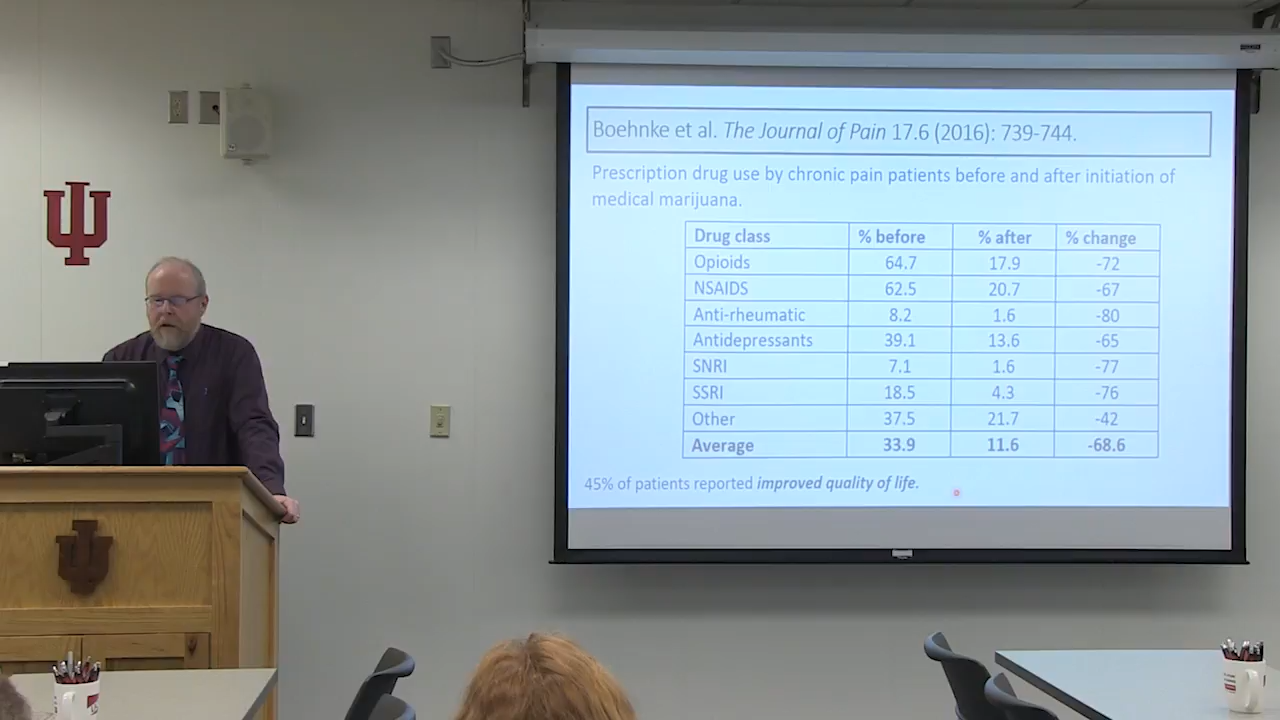 Boehnke et al. The Journal of Pain 17.6 (2016): 739-744.
Prescription drug use by chronic pain patients before and after initiation of
medical marijuana.
Drug class % before % after % change
Opioids 64.7 17.9 -72
NSAIDS 62.5 20.7 -67
Anti-rheumatic 8.2 1.6 -80
Antidepressants 39.1 13.6 -65
SNRI 7.1 1.6 -77
SSRI 18.5 4.3 -76
Other 37.5 21.7 -42
Average 33.9 11.6 -68.6
45% of patients reported improved quality of life.